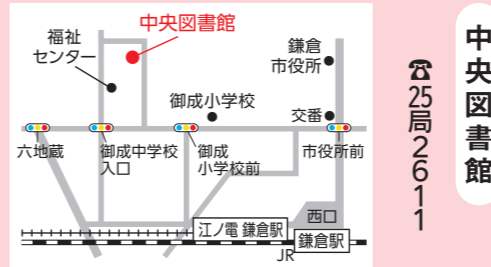 中央図書館
☎25局2611
中央図書館
福祉
センター
鎌倉
市役所
御成小学校
交番
六地蔵
御成中学校
入口
御成
小学校前
市役所前
西口
江ノ電 鎌倉駅
鎌倉駅
JR